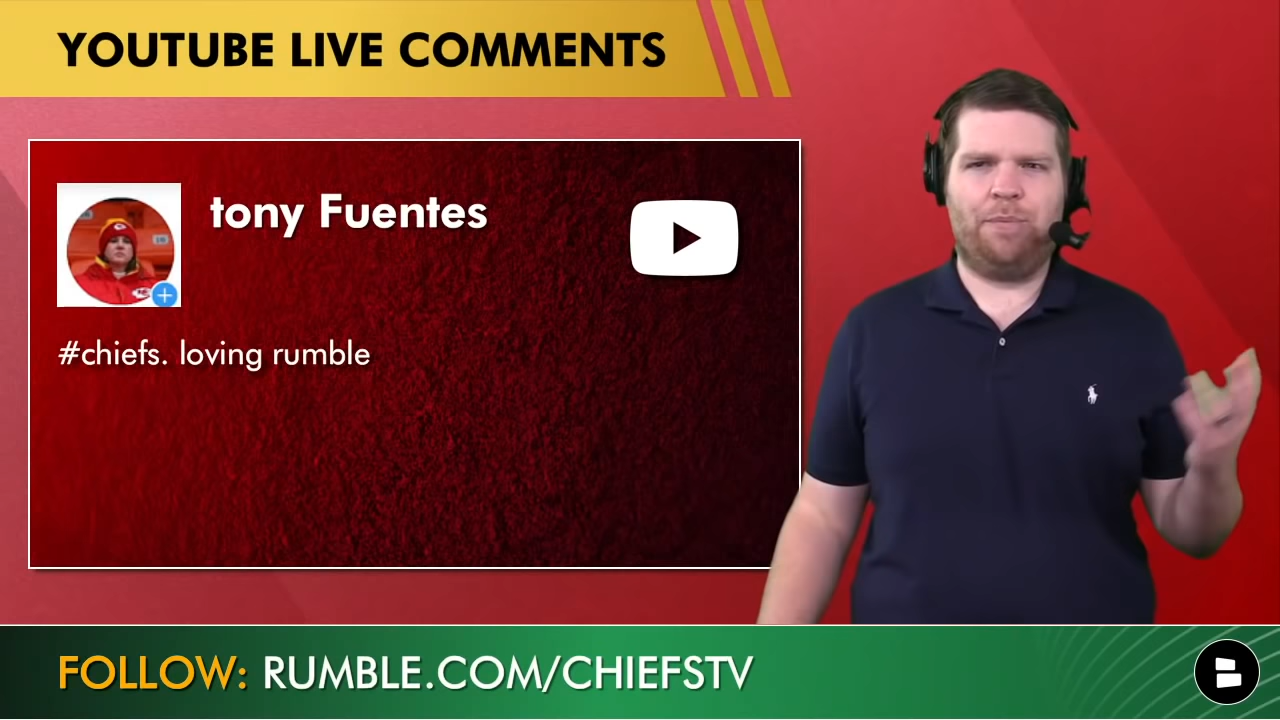 YOUTUBE LIVE COMMENTS
tony Fuentes
#chiefs. loving rumble
FOLLOW: RUMBLE.COM/CHIEFSTV